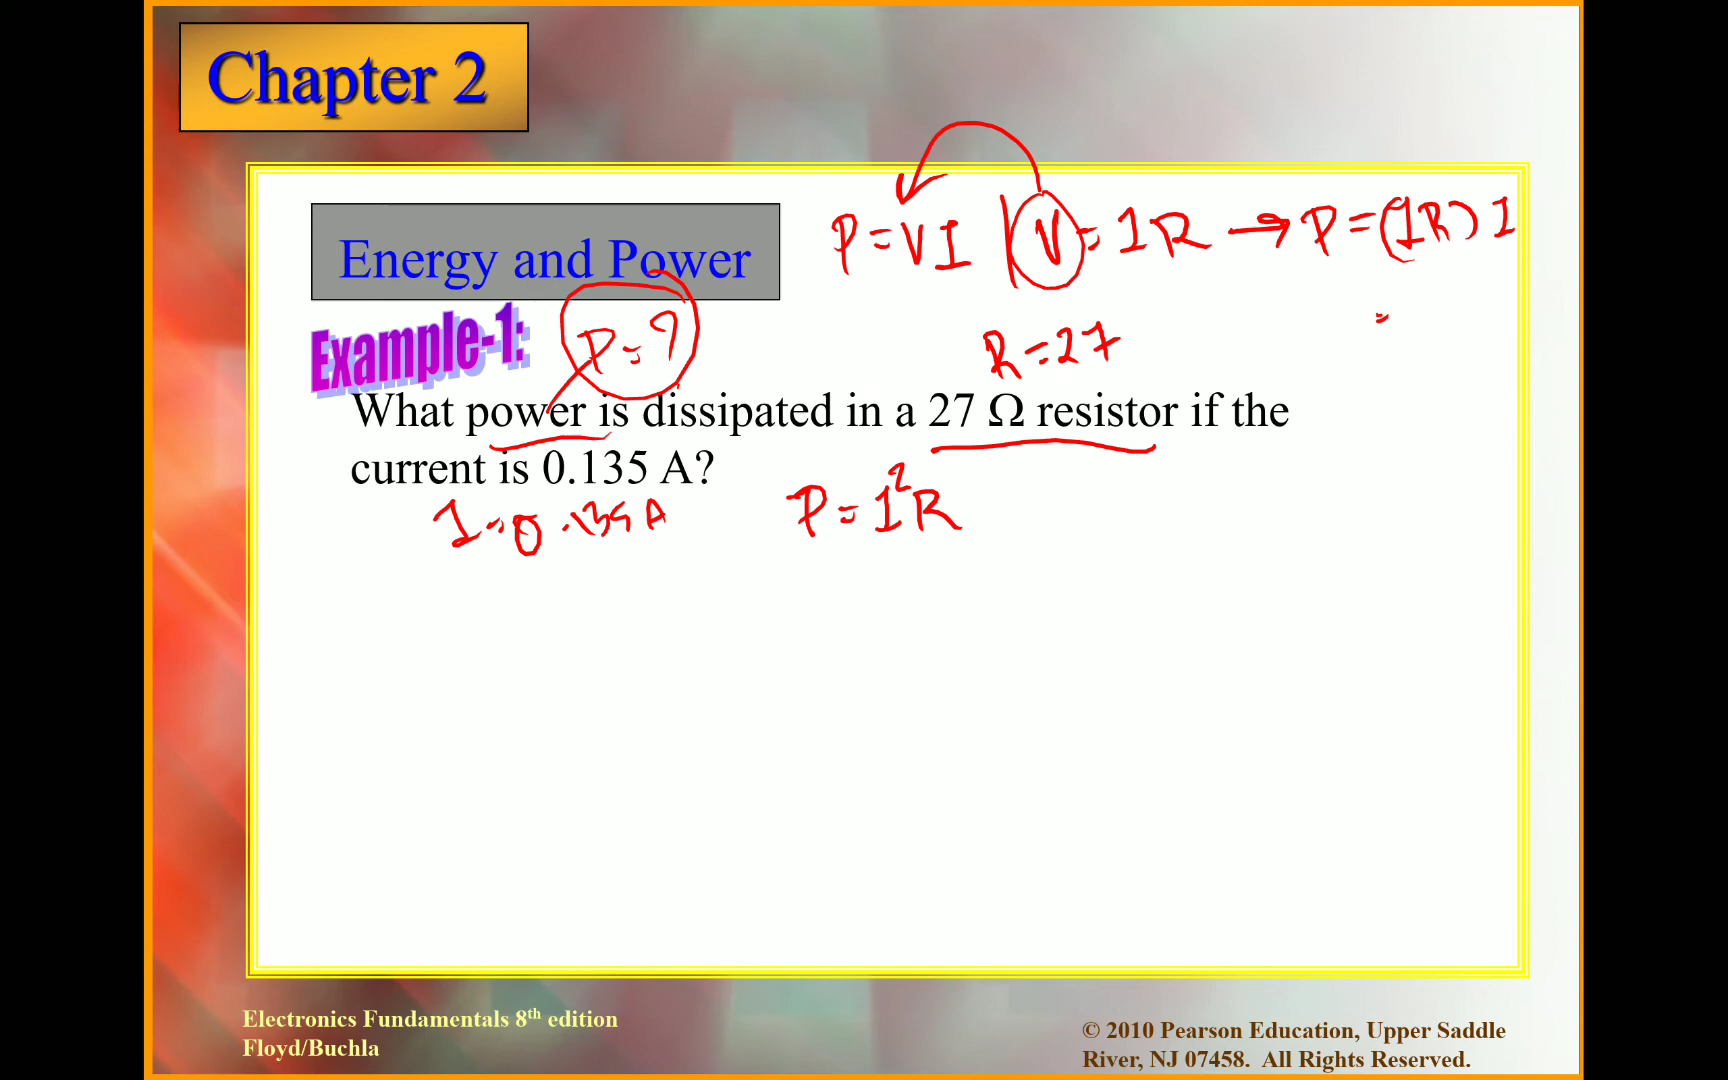 Chapter 2
P = VI | V = IR → P = (IR) I
Energy and Power
=
Example-1:
P = ?
R = 27
What power is dissipated in a 27 Ω resistor if the
current is 0.135 A?
I = 0.135 A
P = I²R
Electronics Fundamentals 8th edition
Floyd/Buchla
© 2010 Pearson Education, Upper Saddle
River, NJ 07458. All Rights Reserved.